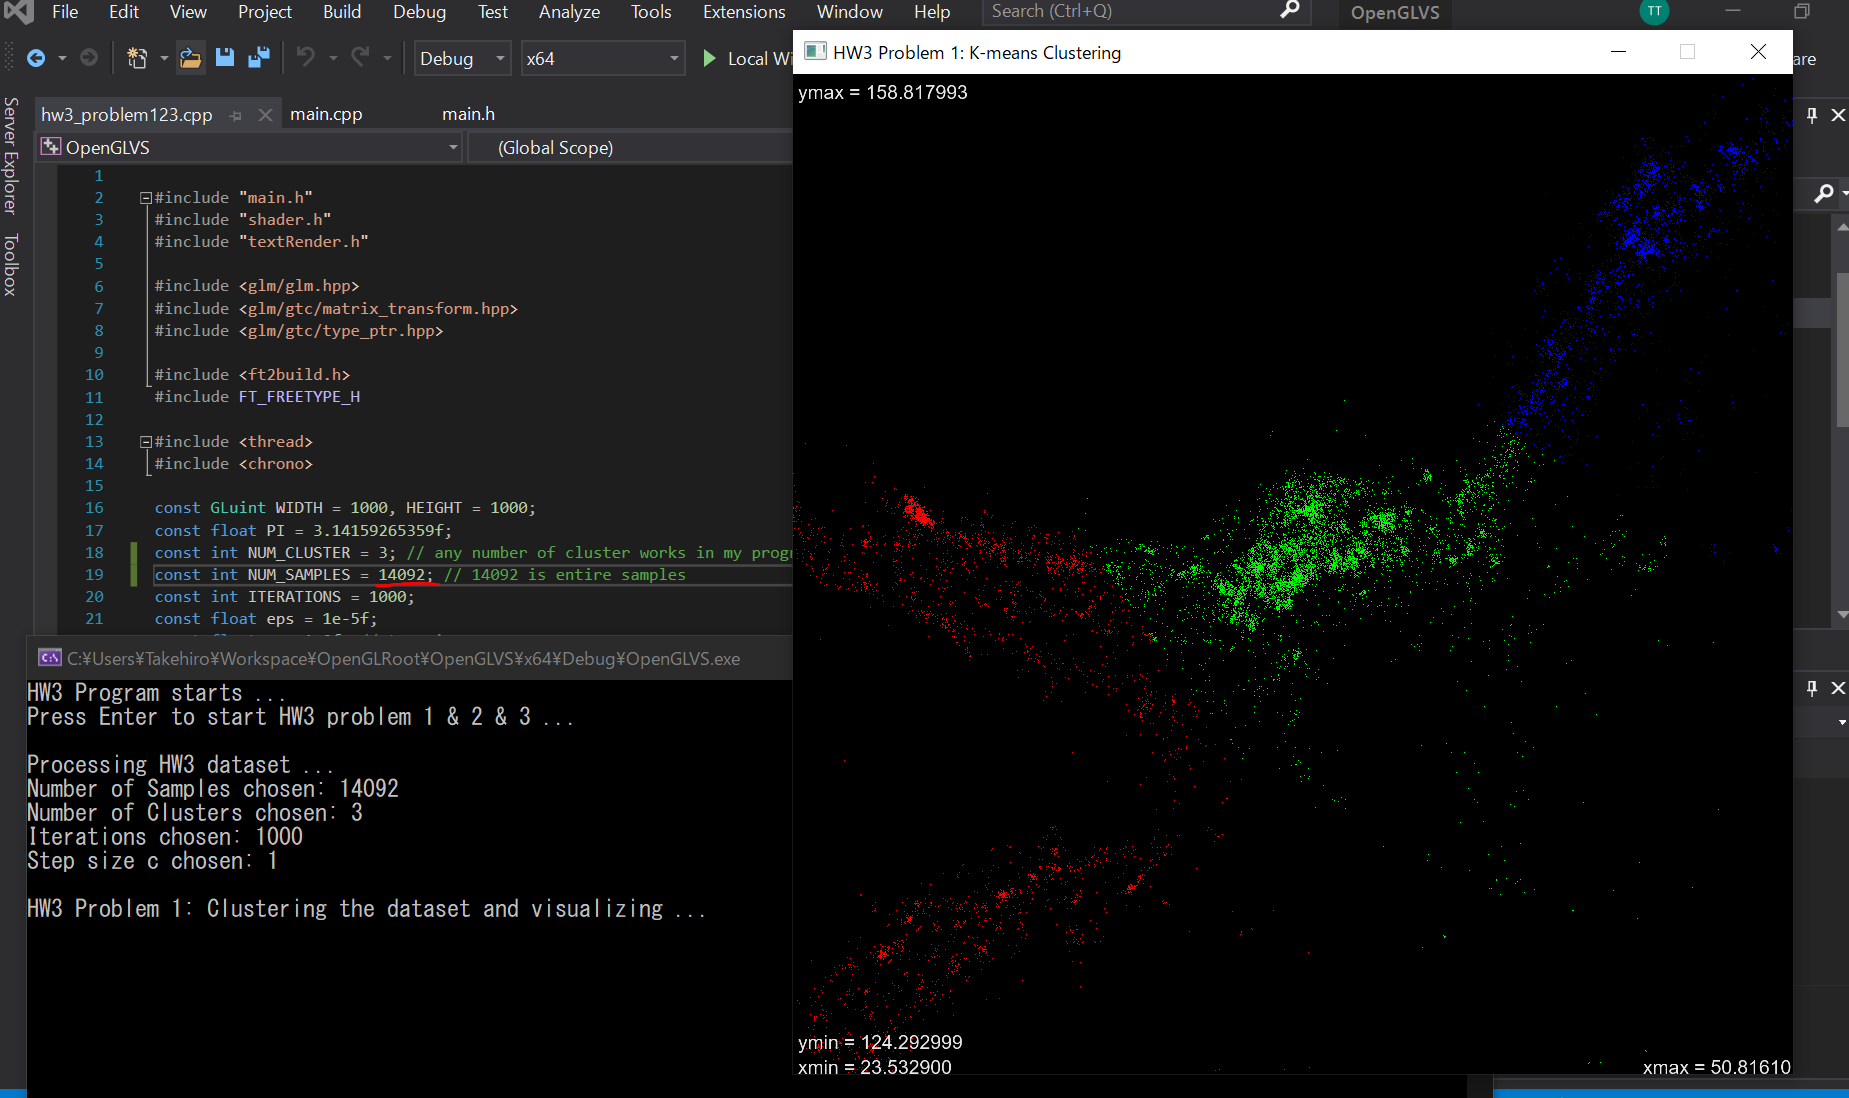 File Edit View Project Build Debug Test Analyze Tools Extensions Window Help Search (Ctrl+Q) OpenGLVS TT
Debug x64 Local Wi
are
Server Explorer
Toolbox
hw3_problem123.cpp main.cpp main.h
OpenGLVS (Global Scope)
1
2 #include "main.h"
3 #include "shader.h"
4 #include "textRender.h"
5
6 #include <glm/glm.hpp>
7 #include <glm/gtc/matrix_transform.hpp>
8 #include <glm/gtc/type_ptr.hpp>
9
10 #include <ft2build.h>
11 #include FT_FREETYPE_H
12
13 #include <thread>
14 #include <chrono>
15
16 const GLuint WIDTH = 1000, HEIGHT = 1000;
17 const float PI = 3.14159265359f;
18 const int NUM_CLUSTER = 3; // any number of cluster works in my prog
19 const int NUM_SAMPLES = 14092; // 14092 is entire samples
20 const int ITERATIONS = 1000;
21 const float eps = 1e-5f;
C:¥Users¥Takehiro¥Workspace¥OpenGLRoot¥OpenGLVS¥x64¥Debug¥OpenGLVS.exe
HW3 Program starts ...
Press Enter to start HW3 problem 1 & 2 & 3 ...
Processing HW3 dataset ...
Number of Samples chosen: 14092
Number of Clusters chosen: 3
Iterations chosen: 1000
Step size c chosen: 1
HW3 Problem 1: Clustering the dataset and visualizing ...
HW3 Problem 1: K-means Clustering
ymax = 158.817993
ymin = 124.292999
xmin = 23.532900
xmax = 50.81610